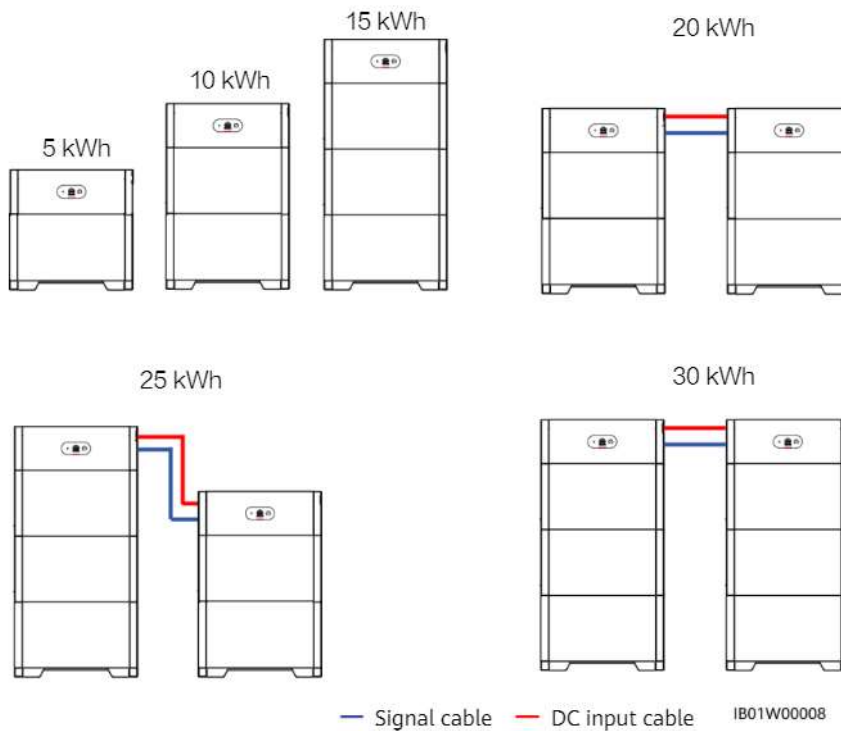 5 kWh
10 kWh
15 kWh
20 kWh
25 kWh
30 kWh
Signal cable
DC input cable
IB01W00008